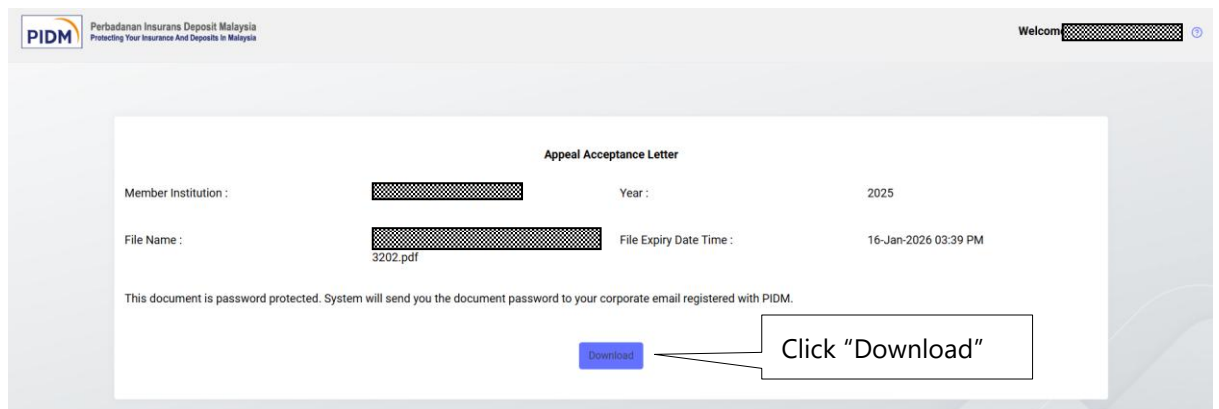 PIDM
Perbadanan Insurans Deposit Malaysia
Protecting Your Insurance And Deposits In Malaysia
Welcome
Appeal Acceptance Letter
Member Institution :
Year :
2025
File Name :
3202.pdf
File Expiry Date Time :
16-Jan-2026 03:39 PM
This document is password protected. System will send you the document password to your corporate email registered with PIDM.
Download
Click “Download”